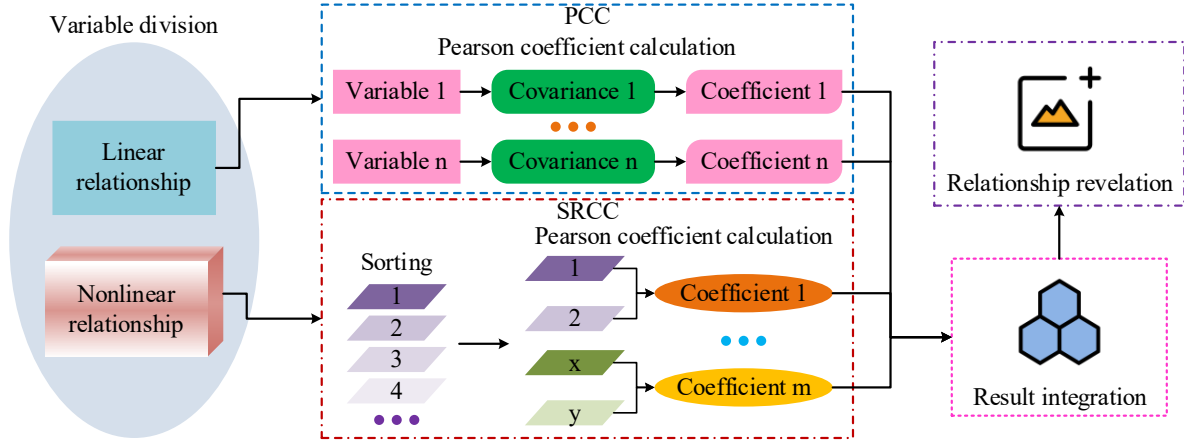 Variable division
Linear
relationship
Nonlinear
relationship
PCC
Pearson coefficient calculation
Variable 1
Covariance 1
Coefficient 1
Variable n
Covariance n
Coefficient n
SRCC
Pearson coefficient calculation
Sorting
1
2
3
4
1
2
x
y
Coefficient 1
Coefficient m
Relationship revelation
Result integration